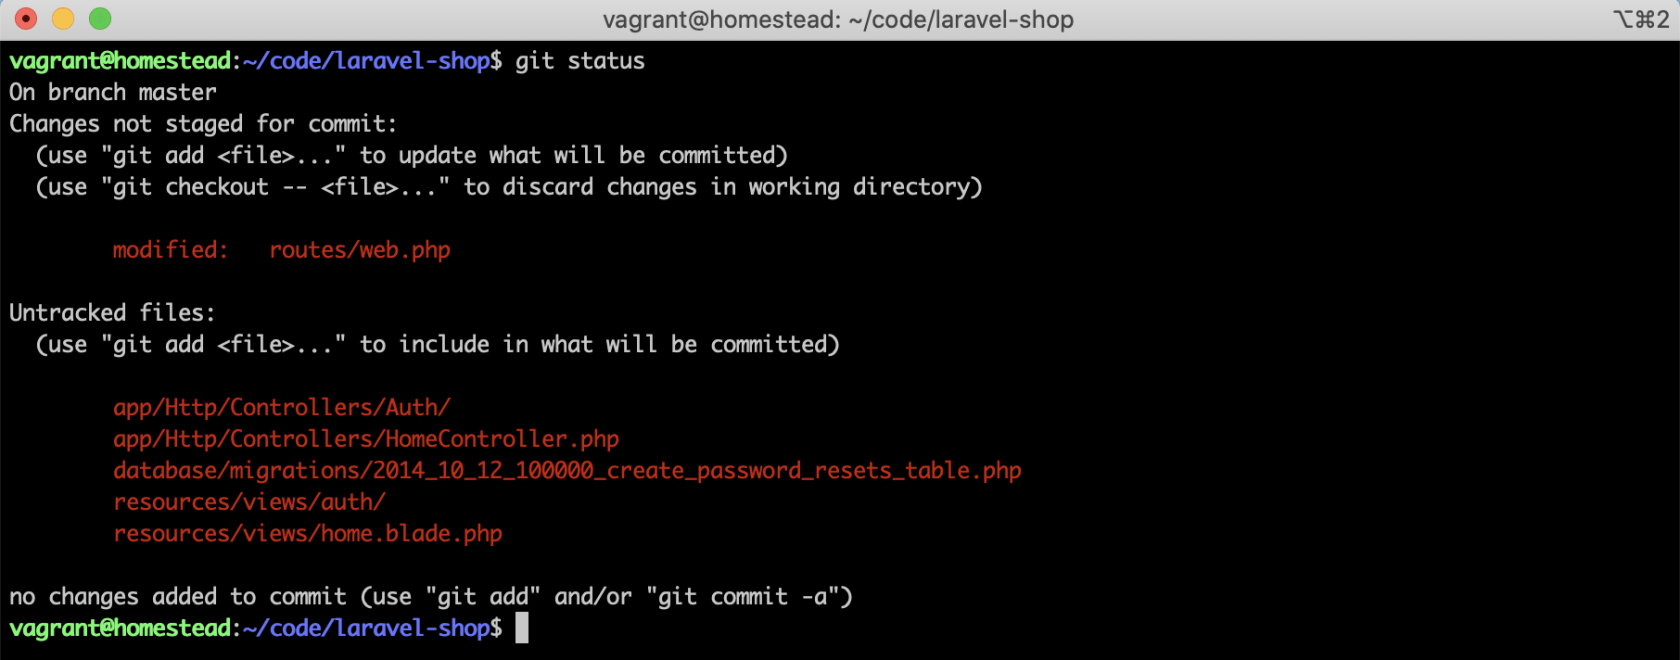 vagrant@homestead: ~/code/laravel-shop
⌥⌘2
vagrant@homestead:~/code/laravel-shop$ git status
On branch master
Changes not staged for commit:
  (use "git add <file>..." to update what will be committed)
  (use "git checkout -- <file>..." to discard changes in working directory)
        modified:   routes/web.php
Untracked files:
  (use "git add <file>..." to include in what will be committed)
        app/Http/Controllers/Auth/
        app/Http/Controllers/HomeController.php
        database/migrations/2014_10_12_100000_create_password_resets_table.php
        resources/views/auth/
        resources/views/home.blade.php
no changes added to commit (use "git add" and/or "git commit -a")
vagrant@homestead:~/code/laravel-shop$